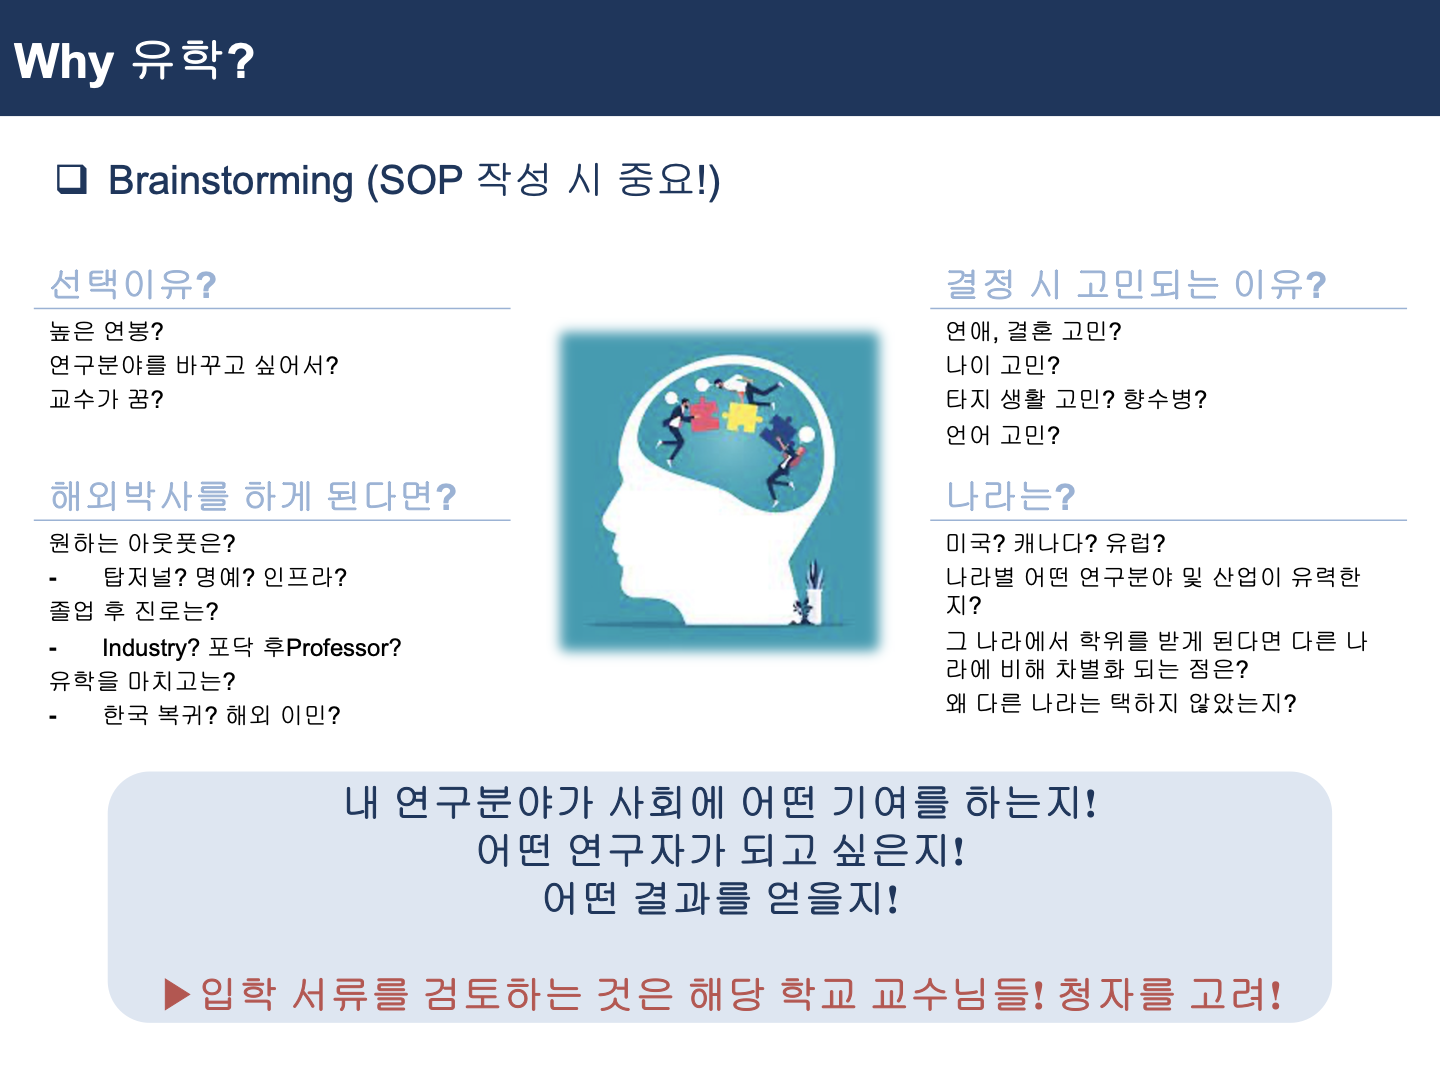 Why 유학?
❑ Brainstorming (SOP 작성 시 중요!)
선택이유?
높은 연봉?
연구분야를 바꾸고 싶어서?
교수가 꿈?
해외박사를 하게 된다면?
원하는 아웃풋은?
- 탑저널? 명예? 인프라?
졸업 후 진로는?
- Industry? 포닥 후Professor?
유학을 마치고는?
- 한국 복귀? 해외 이민?
결정 시 고민되는 이유?
연애, 결혼 고민?
나이 고민?
타지 생활 고민? 향수병?
언어 고민?
나라는?
미국? 캐나다? 유럽?
나라별 어떤 연구분야 및 산업이 유력한
지?
그 나라에서 학위를 받게 된다면 다른 나
라에 비해 차별화 되는 점은?
왜 다른 나라는 택하지 않았는지?
내 연구분야가 사회에 어떤 기여를 하는지!
어떤 연구자가 되고 싶은지!
어떤 결과를 얻을지!
▶입학 서류를 검토하는 것은 해당 학교 교수님들! 청자를 고려!